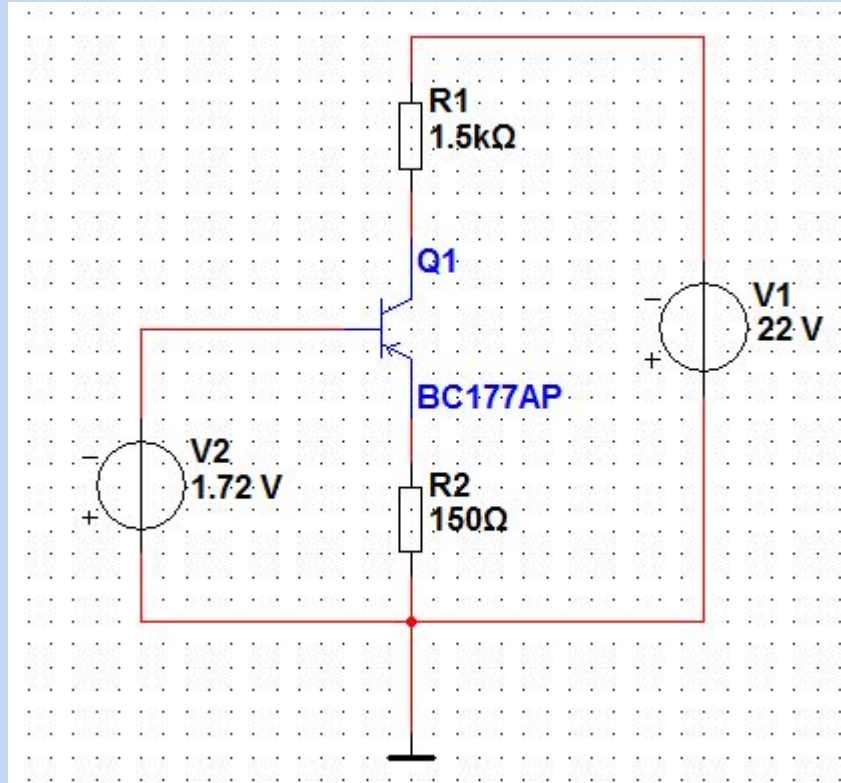 R1
1.5kΩ
Q1
−
V1
22 V
+
BC177AP
−
V2
1.72 V
+
R2
150Ω